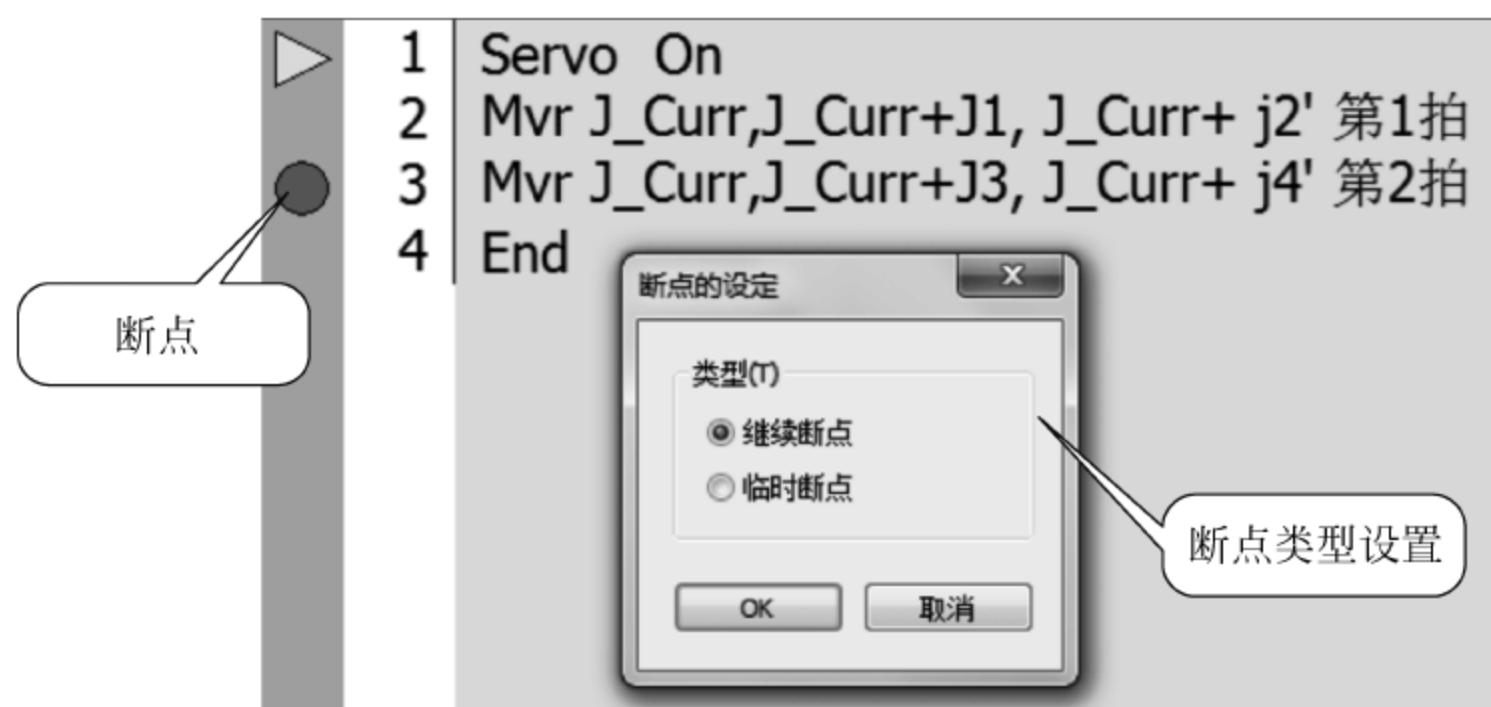 1 Servo On
2 Mvr J_Curr,J_Curr+J1, J_Curr+ j2' 第1拍
3 Mvr J_Curr,J_Curr+J3, J_Curr+ j4' 第2拍
4 End
断点
断点的设定
x
类型(T)
继续断点
临时断点
断点类型设置
OK 取消